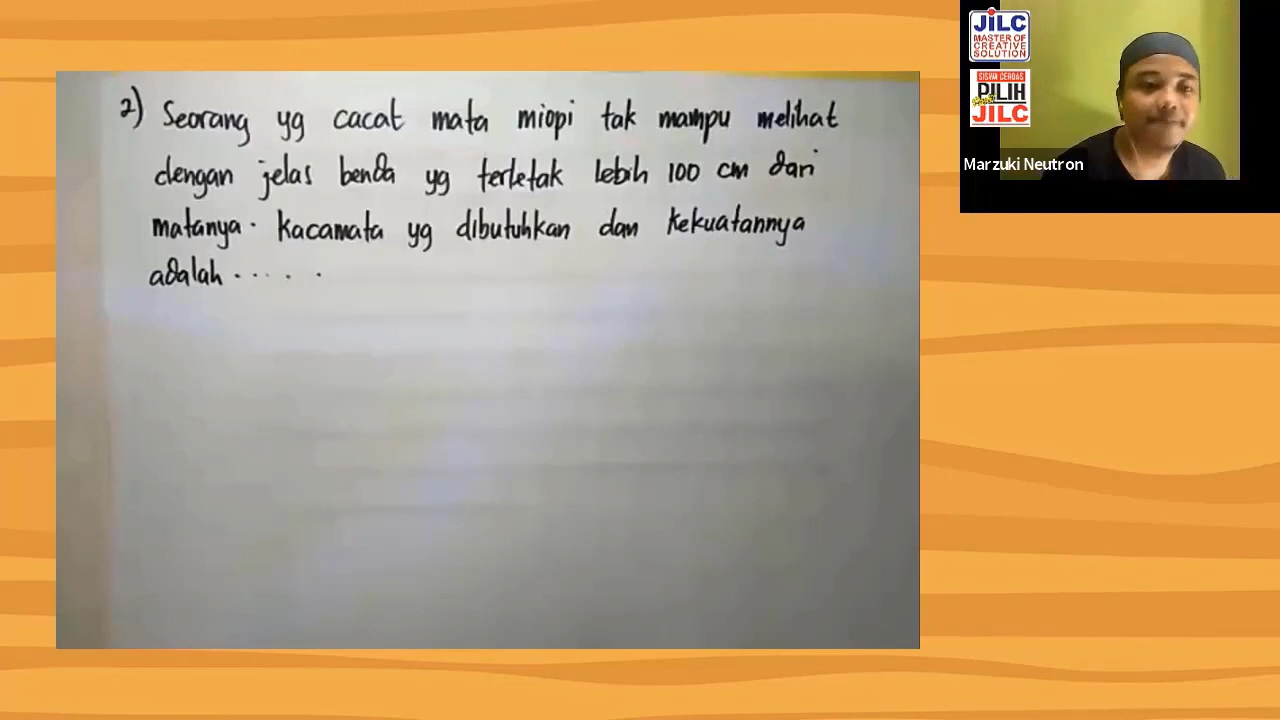 2) Seorang yg cacat mata miopi tak mampu melihat
dengan jelas benda yg terletak lebih 100 cm dari
matanya. Kacamata yg dibutuhkan dan kekuatannya
adalah . . . . .
JILC
MASTER OF
CREATIVE
SOLUTION
SISWA CERDAS
PILIH
JILC
Marzuki Neutron